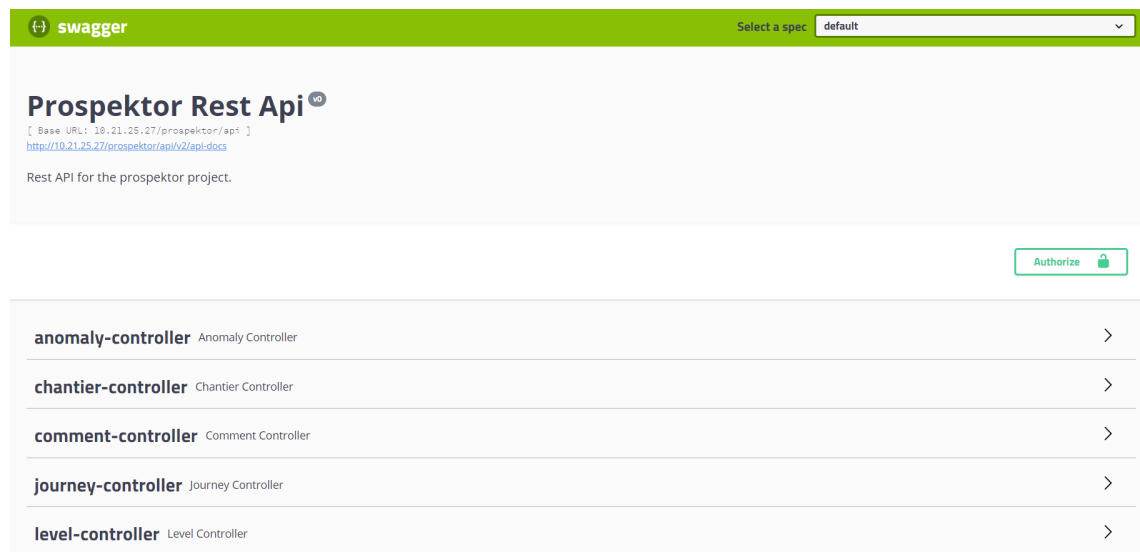 swagger
Select a spec default
Prospektor Rest Api v0
[ Base URL: 10.21.25.27/prospektor/api ]
http://10.21.25.27/prospektor/api/v2/api-docs
Rest API for the prospektor project.
Authorize
anomaly-controller Anomaly Controller
chantier-controller Chantier Controller
comment-controller Comment Controller
journey-controller Journey Controller
level-controller Level Controller